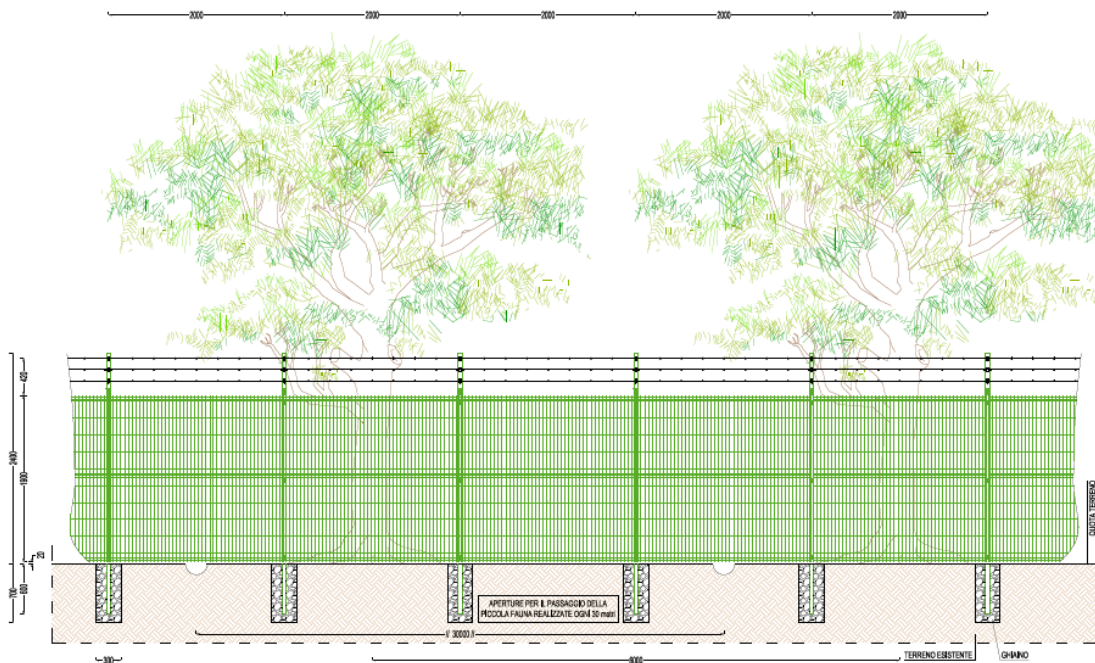 2000
2000
2000
2000
2000
420
2400
1900
20
QUOTA TERRENO
700
600
APERTURE PER IL PASSAGGIO DELLA
PICCOLA FAUNA REALIZZATE OGNI 30 metri
// 30000 //
300
6000
TERRENO ESISTENTE
GHIAINO